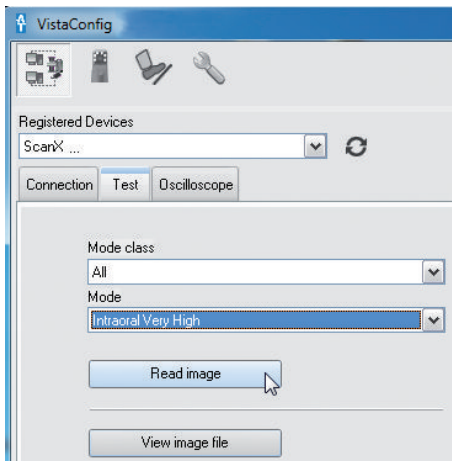 VistaConfig
Registered Devices
ScanX ...
Connection Test Oscilloscope
Mode class
All
Mode
Intraoral Very High
Read image
View image file